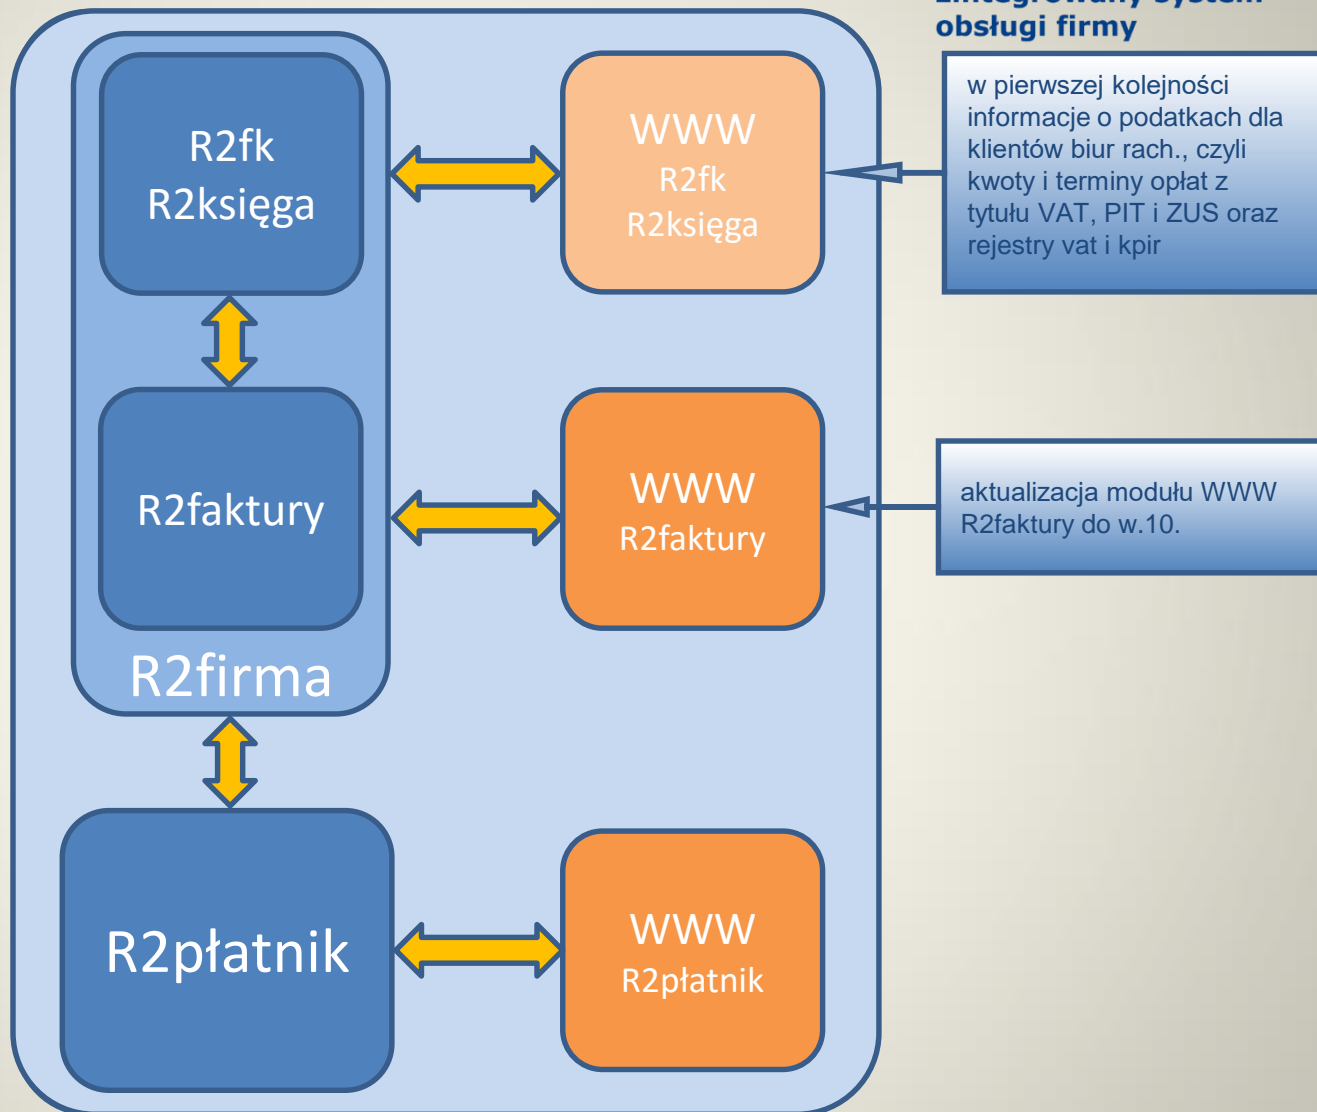 zintegrowany system
obsługi firmy
R2fk
R2księga
WWW
R2fk
R2księga
w pierwszej kolejności
informacje o podatkach dla
klientów biur rach., czyli
kwoty i terminy opłat z
tytułu VAT, PIT i ZUS oraz
rejestry vat i kpir
R2faktury
WWW
R2faktury
aktualizacja modułu WWW
R2faktury do w.10.
R2firma
R2płatnik
WWW
R2płatnik